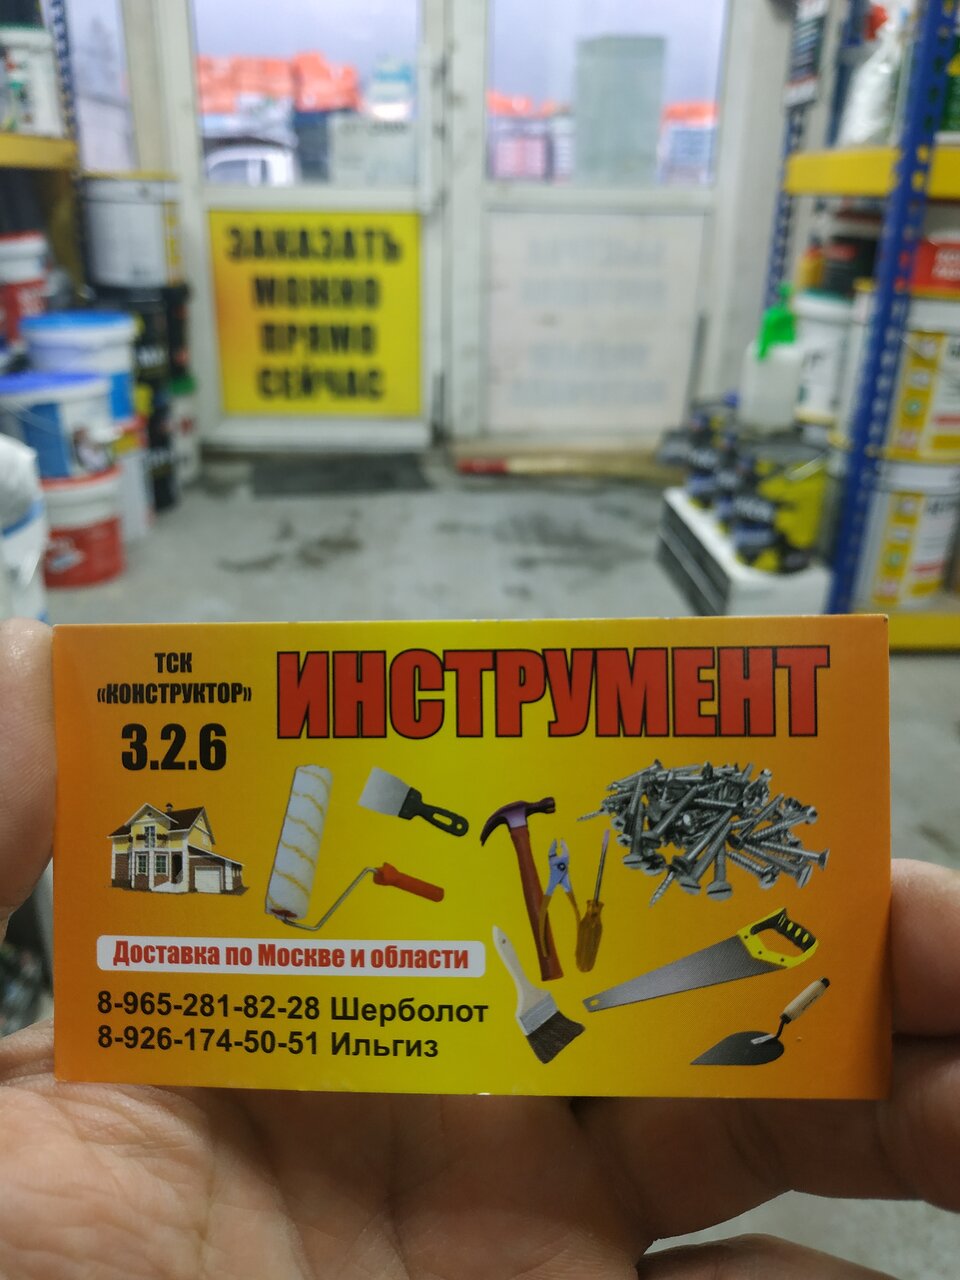 ЗАКАЗАТЬ
МОЖНО
ПРЯМО
СЕЙЧАС
ТСК
«КОНСТРУКТОР»
3.2.6
ИНСТРУМЕНТ
Доставка по Москве и области
8-965-281-82-28 Шерболот
8-926-174-50-51 Ильгиз